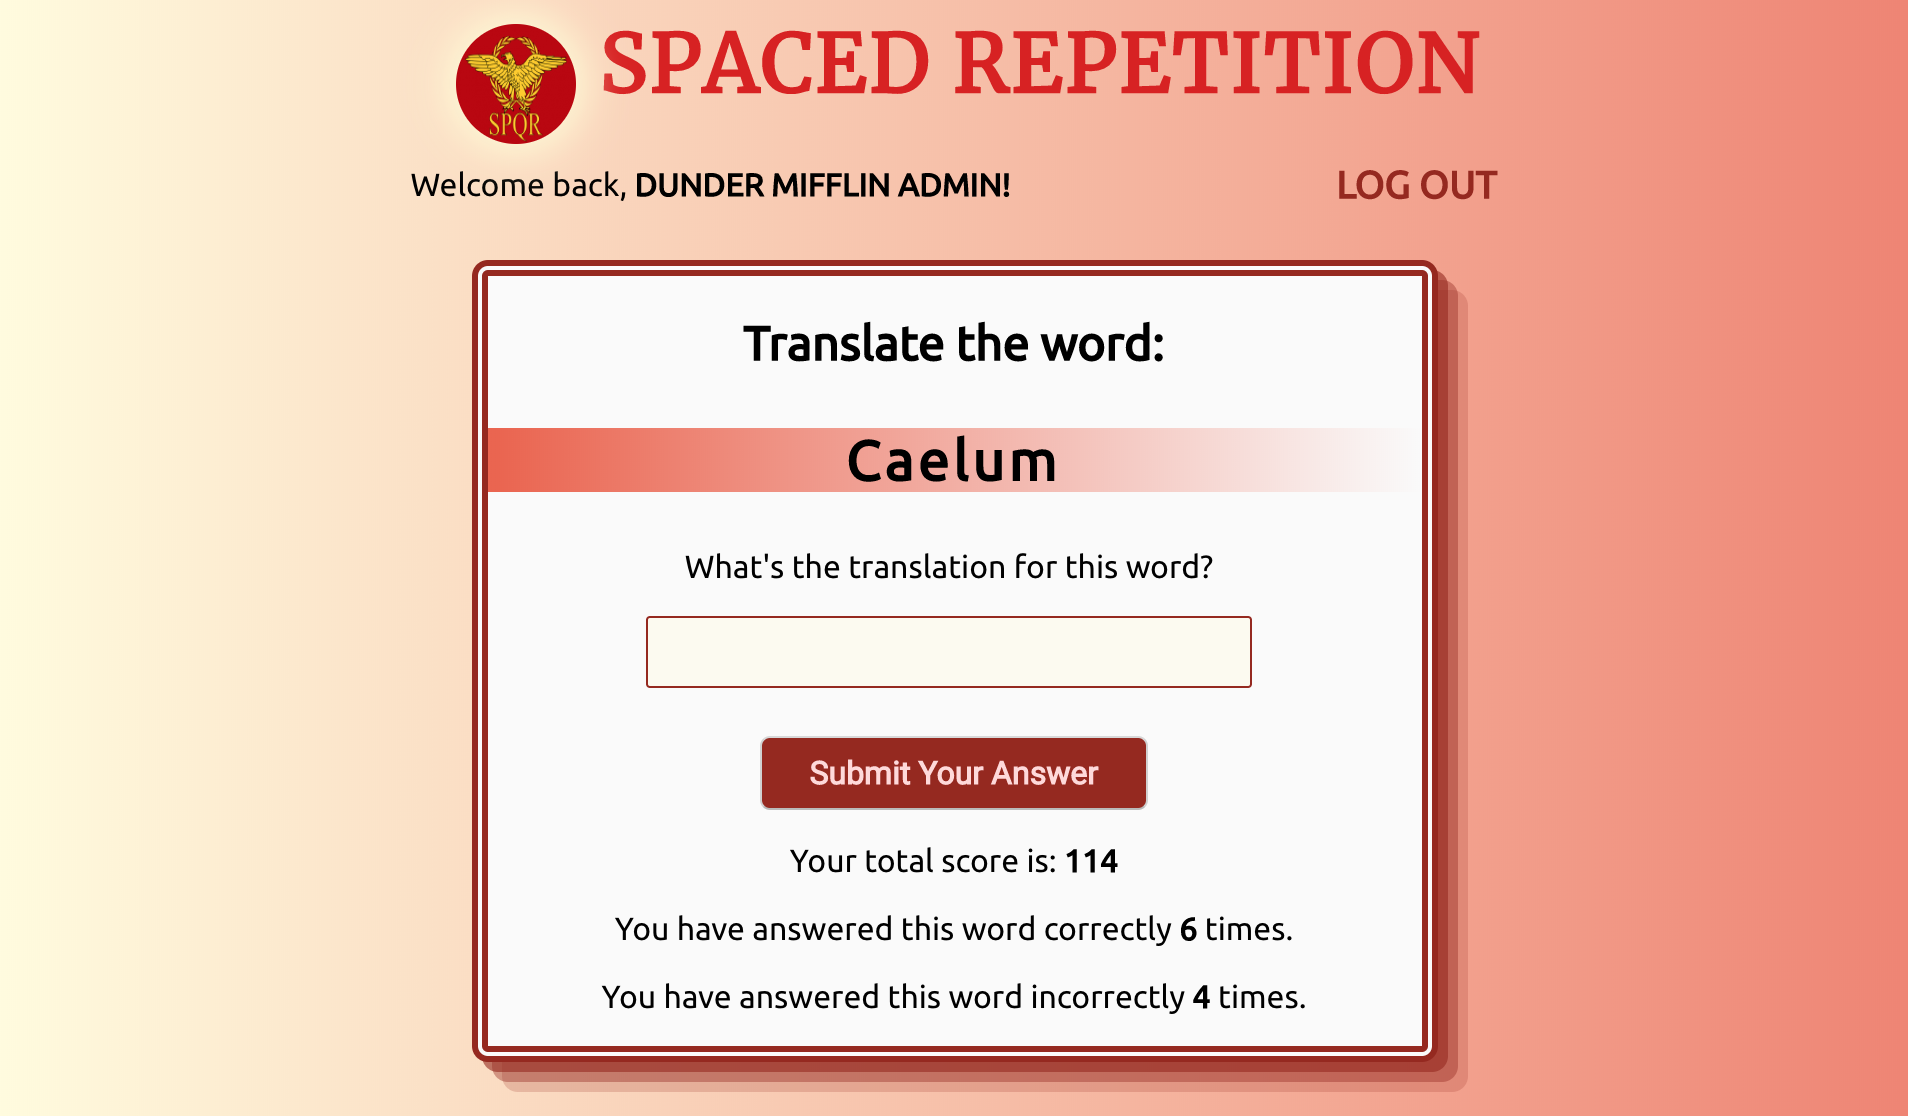 SPQR
SPACED REPETITION
Welcome back, DUNDER MIFFLIN ADMIN!
LOG OUT
Translate the word:
Caelum
What's the translation for this word?
Submit Your Answer
Your total score is: 114
You have answered this word correctly 6 times.
You have answered this word incorrectly 4 times.